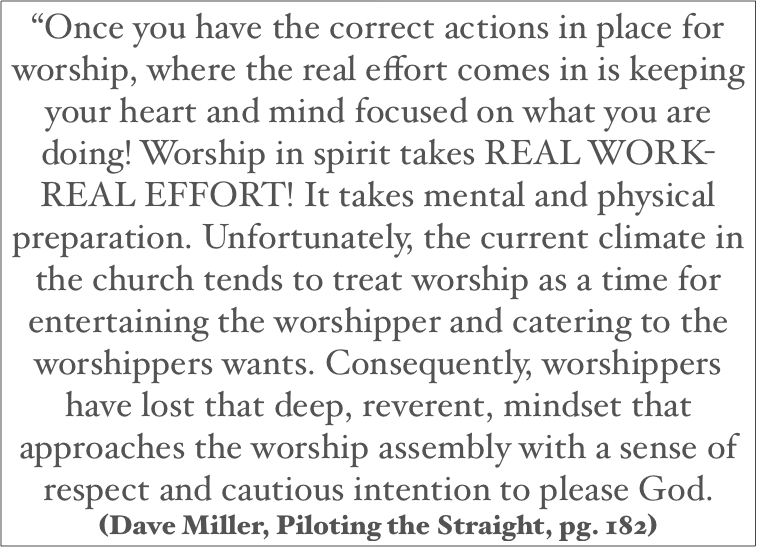 “Once you have the correct actions in place for
worship, where the real effort comes in is keeping
your heart and mind focused on what you are
doing! Worship in spirit takes REAL WORK-
REAL EFFORT! It takes mental and physical
preparation. Unfortunately, the current climate in
the church tends to treat worship as a time for
entertaining the worshipper and catering to the
worshippers wants. Consequently, worshippers
have lost that deep, reverent, mindset that
approaches the worship assembly with a sense of
respect and cautious intention to please God.
(Dave Miller, Piloting the Straight, pg. 182)